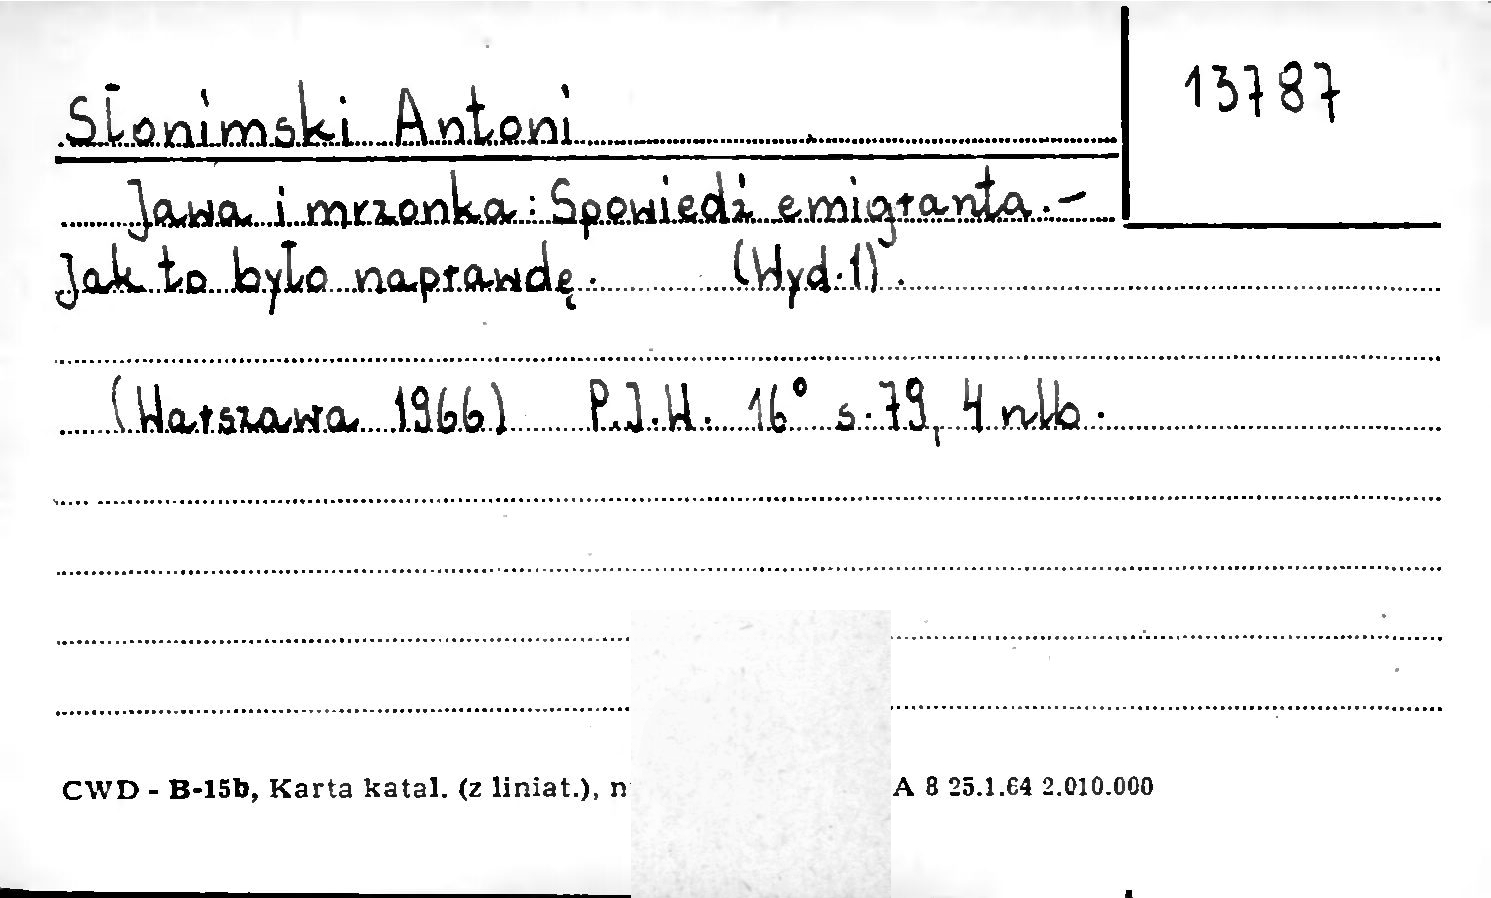 Słonimski Antoni
13787
Jawa i mrzonka: Spowiedź emigranta.-
Jak to było naprawdę. (Wyd.1).
(Warszawa 1966) P.I.W. 16° s.79, 4 nlb.
CWD - B-15b, Karta katal. (z liniat.), n
A 8 25.1.64 2.010.000